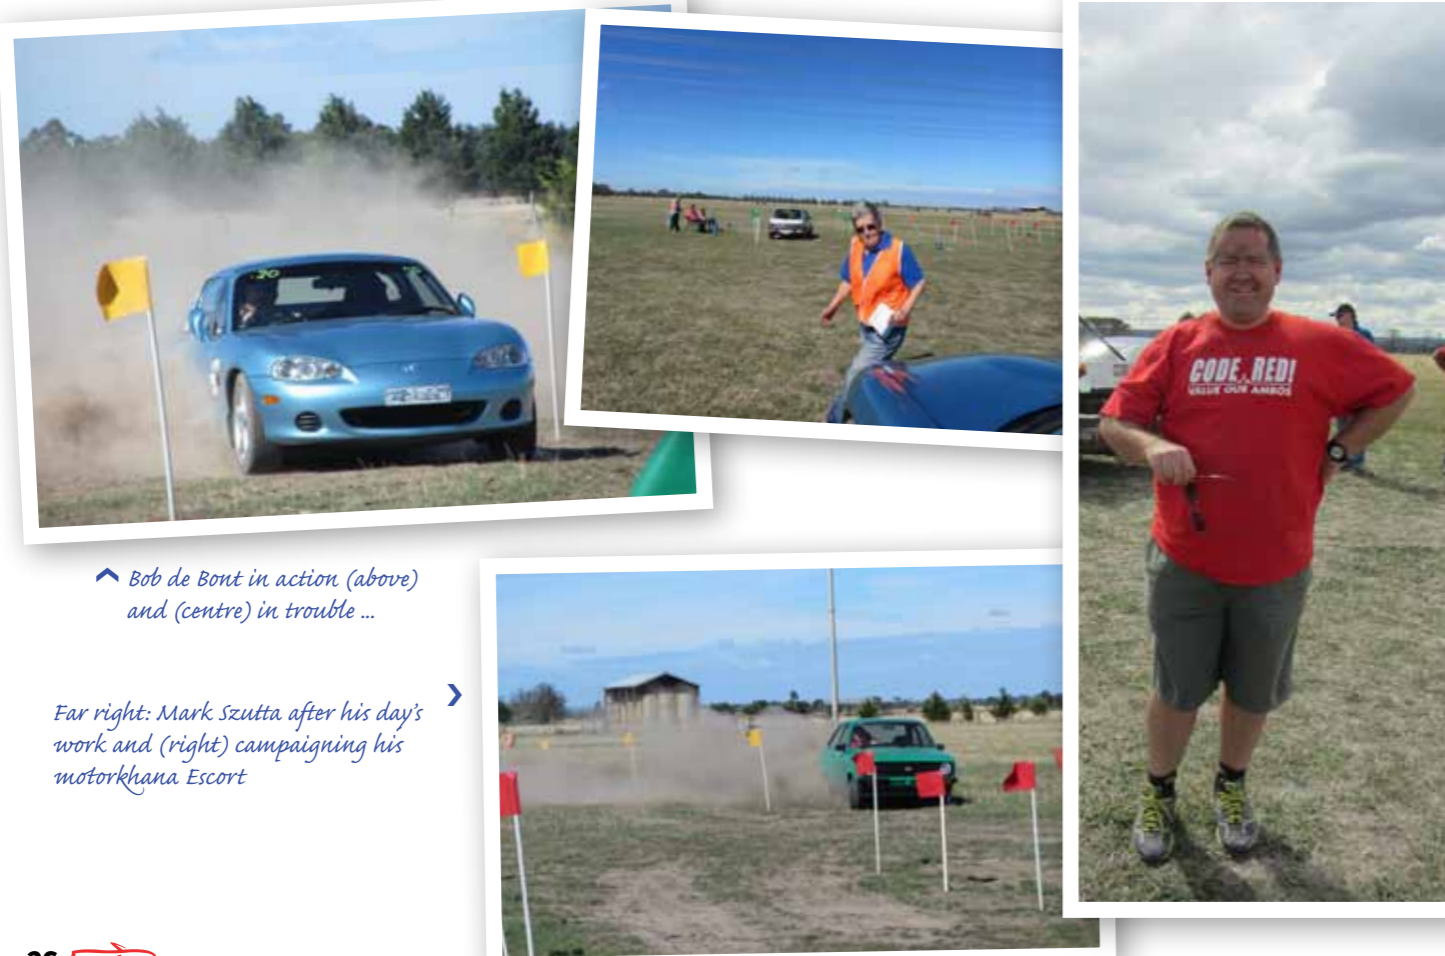 20
CODE RED!
VALUE OUR AMBOS
Bob de Bont in action (above)
and (centre) in trouble ...
Far right: Mark Szutta after his day's
work and (right) campaigning his
motorkhana Escort